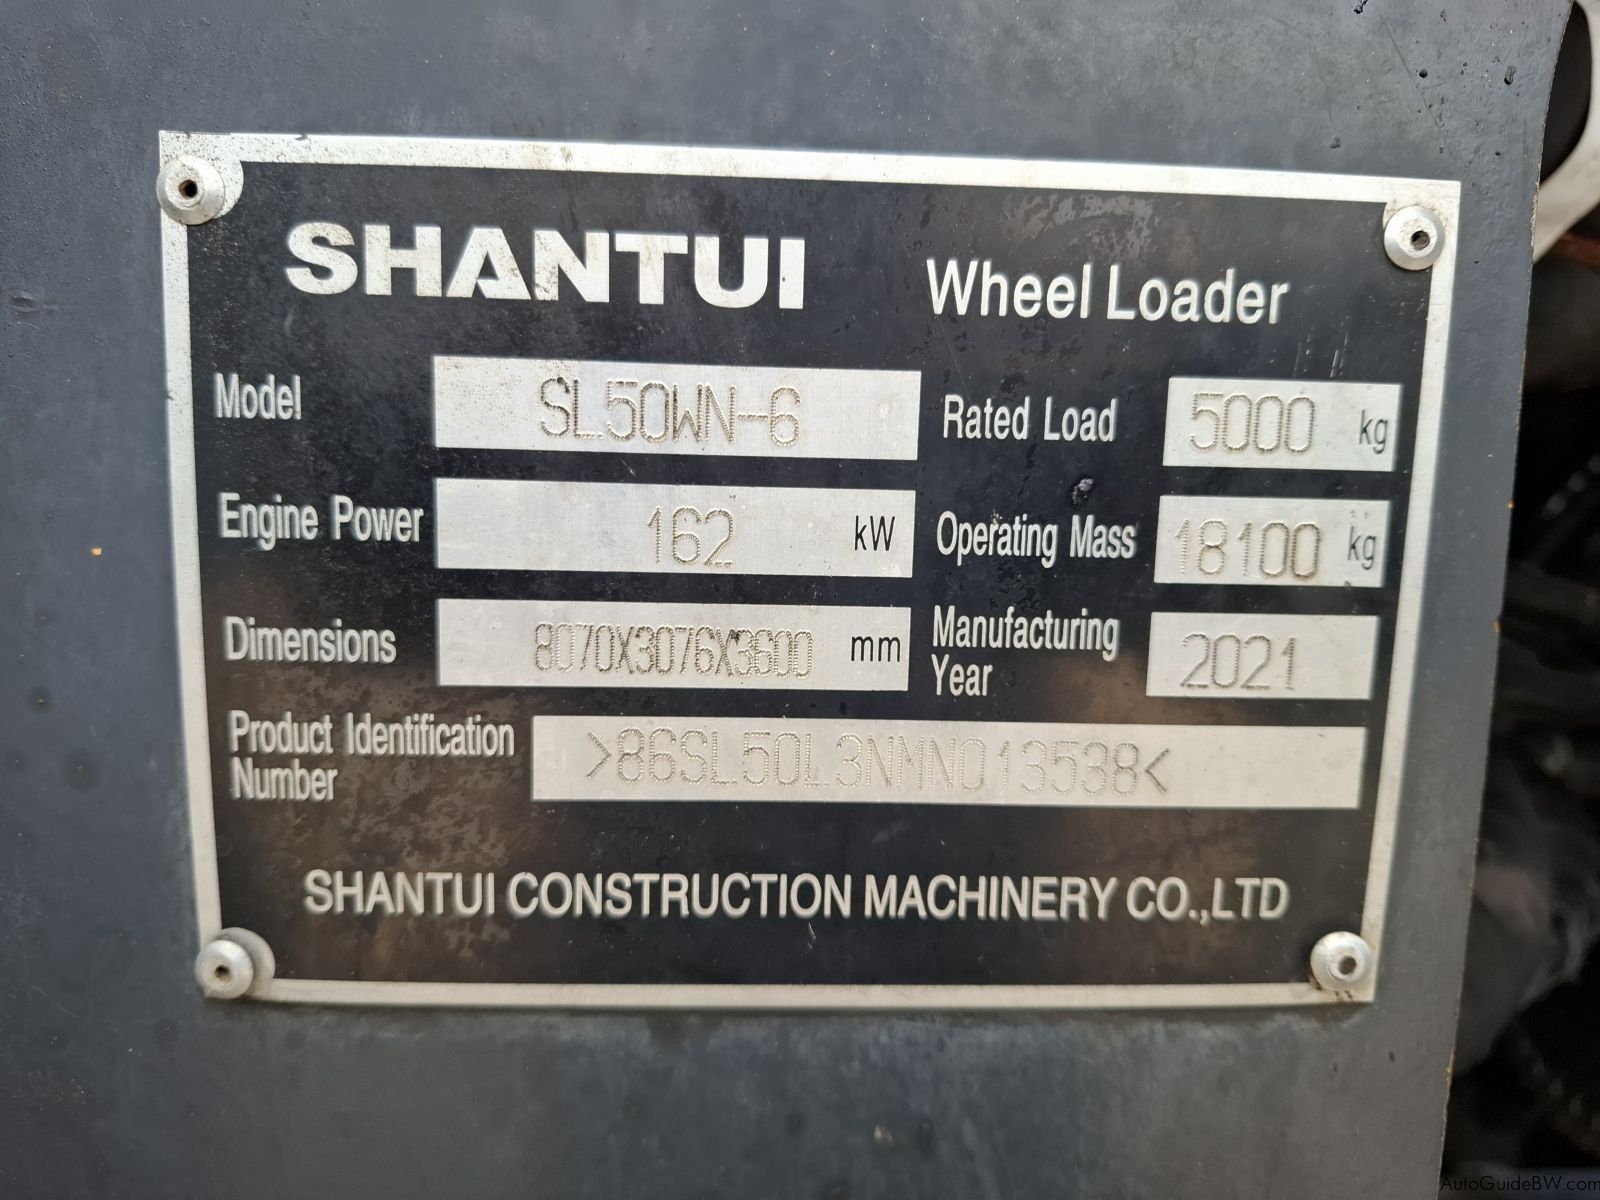 SHANTUI Wheel Loader
Model SL50WN-6 Rated Load 5000 kg
Engine Power 162 kW Operating Mass 18100 kg
Dimensions 8070X3076X3600 mm Manufacturing Year 2021
Product Identification Number >86SL50L3NMN013538<
SHANTUI CONSTRUCTION MACHINERY CO.,LTD
AutoGuideBW.com